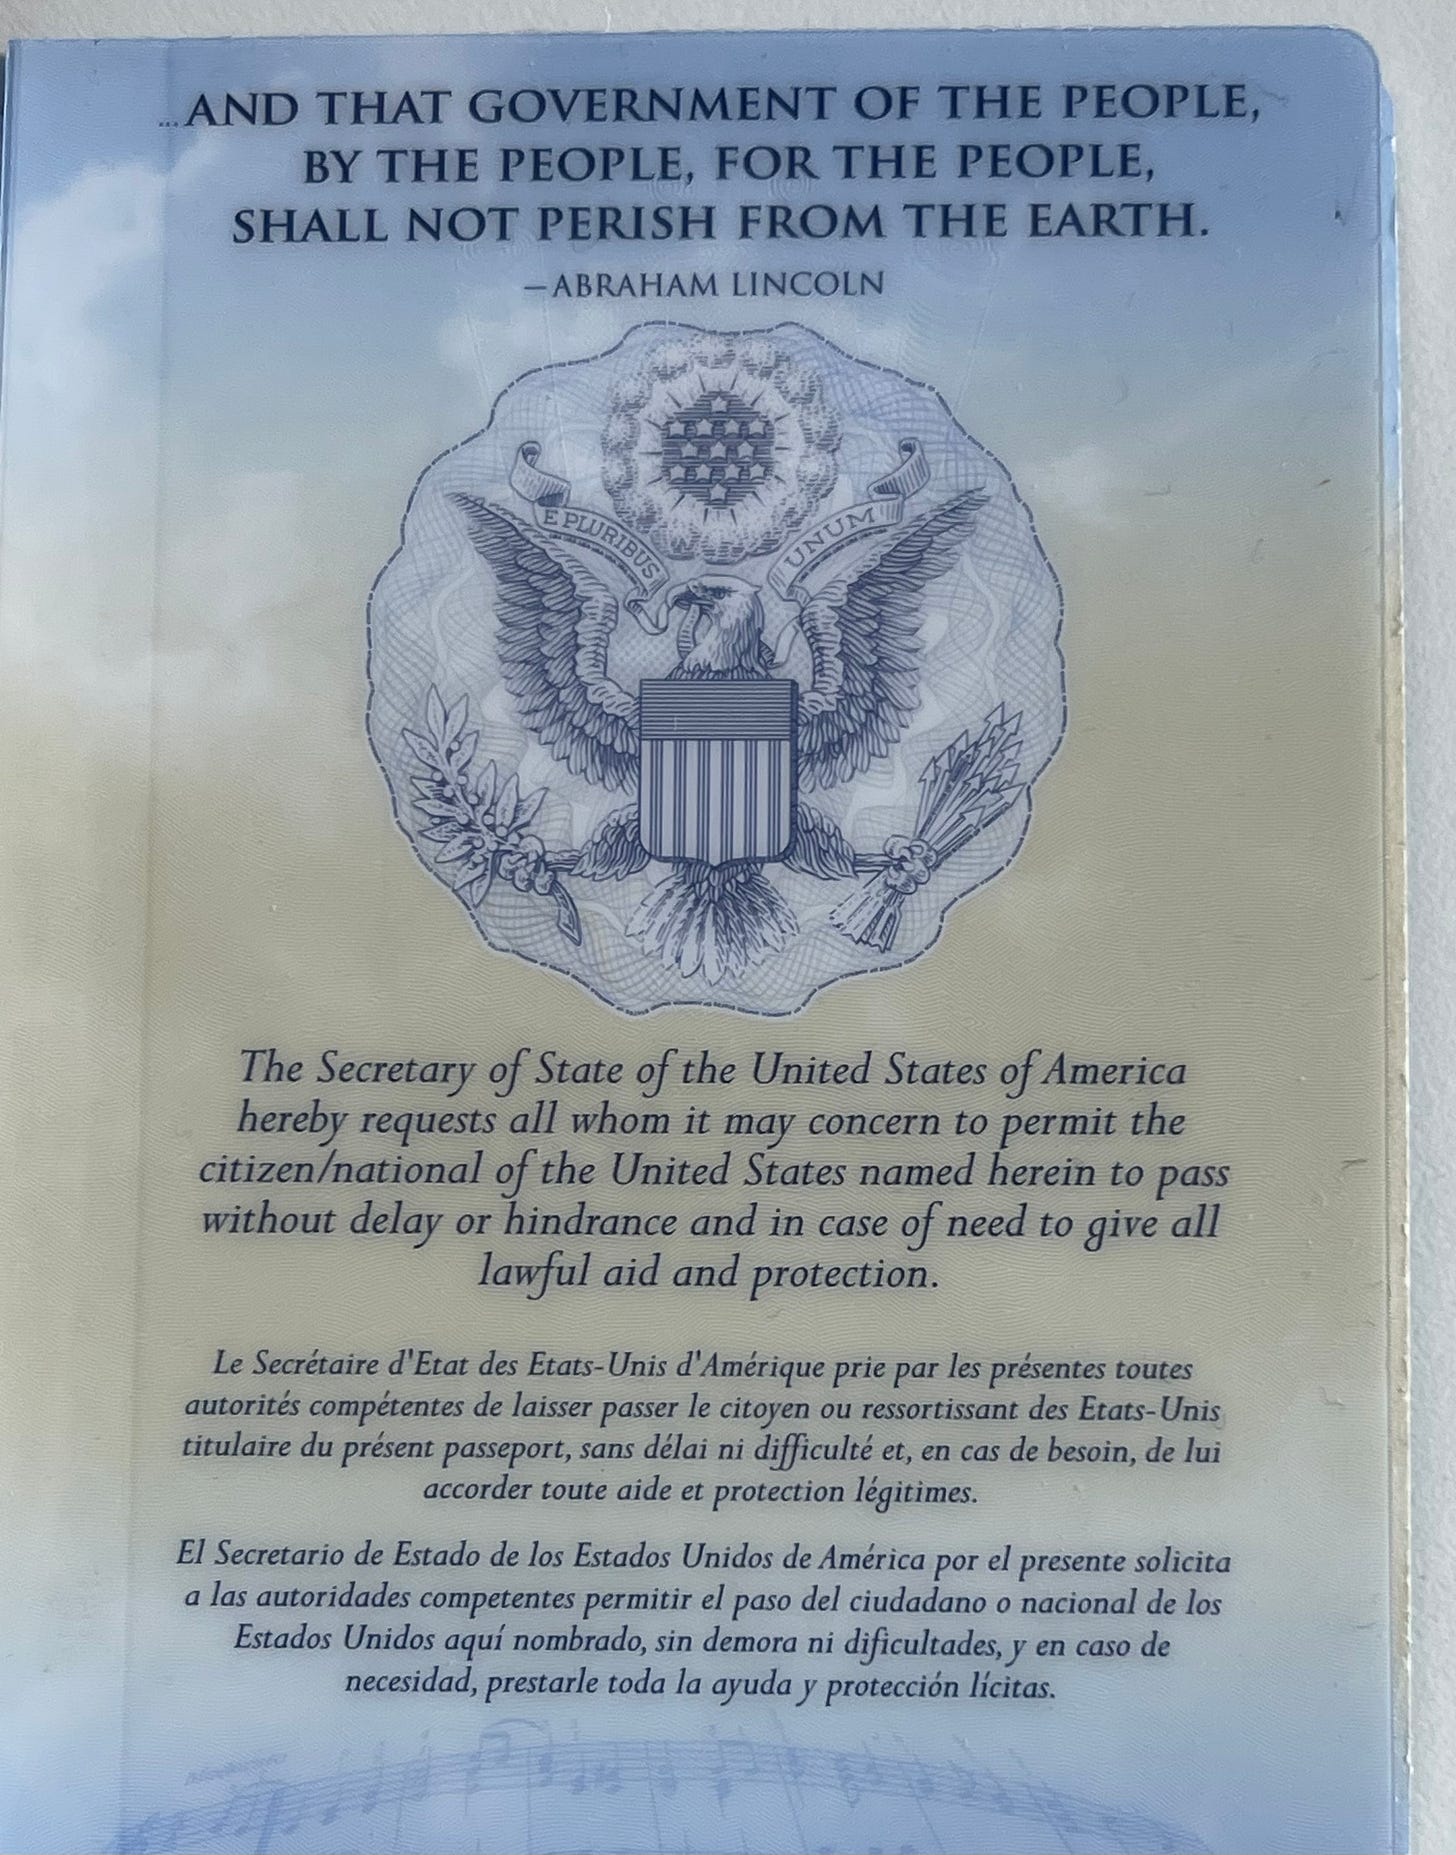 ...AND THAT GOVERNMENT OF THE PEOPLE,
BY THE PEOPLE, FOR THE PEOPLE,
SHALL NOT PERISH FROM THE EARTH.
—ABRAHAM LINCOLN
E PLURIBUS UNUM
The Secretary of State of the United States of America
hereby requests all whom it may concern to permit the
citizen/national of the United States named herein to pass
without delay or hindrance and in case of need to give all
lawful aid and protection.
Le Secrétaire d'Etat des Etats-Unis d'Amérique prie par les présentes toutes
autorités compétentes de laisser passer le citoyen ou ressortissant des Etats-Unis
titulaire du présent passeport, sans délai ni difficulté et, en cas de besoin, de lui
accorder toute aide et protection légitimes.
El Secretario de Estado de los Estados Unidos de América por el presente solicita
a las autoridades competentes permitir el paso del ciudadano o nacional de los
Estados Unidos aquí nombrado, sin demora ni dificultades, y en caso de
necesidad, prestarle toda la ayuda y protección lícitas.